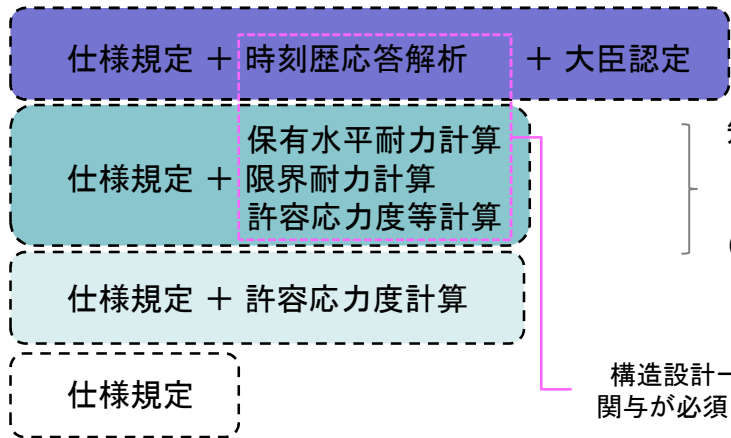 仕様規定 + 時刻歴応答解析 + 大臣認定
保有水平耐力計算
仕様規定 + 限界耐力計算
許容応力度等計算
仕様規定 + 許容応力度計算
仕様規定
構造設計一
関与が必須